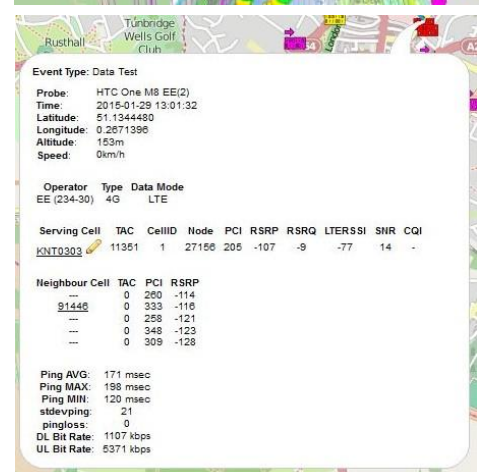 Tunbridge
Wells Golf
Club
Rusthall
London
A2
Event Type: Data Test
Probe: HTC One M8 EE(2)
Time: 2015-01-29 13:01:32
Latitude: 51.1344480
Longitude: 0.2671396
Altitude: 153m
Speed: 0km/h
Operator Type Data Mode
EE (234-30) 4G LTE
Serving Cell TAC CellID Node PCI RSRP RSRQ LTERSSI SNR CQI
KNT0303 11351 1 27156 205 -107 -9 -77 14 -
Neighbour Cell TAC PCI RSRP
--- 0 260 -114
91446 0 333 -116
--- 0 258 -121
--- 0 348 -123
--- 0 309 -128
Ping AVG: 171 msec
Ping MAX: 198 msec
Ping MIN: 120 msec
stdevping: 21
pingloss: 0
DL Bit Rate: 1107 kbps
UL Bit Rate: 5371 kbps